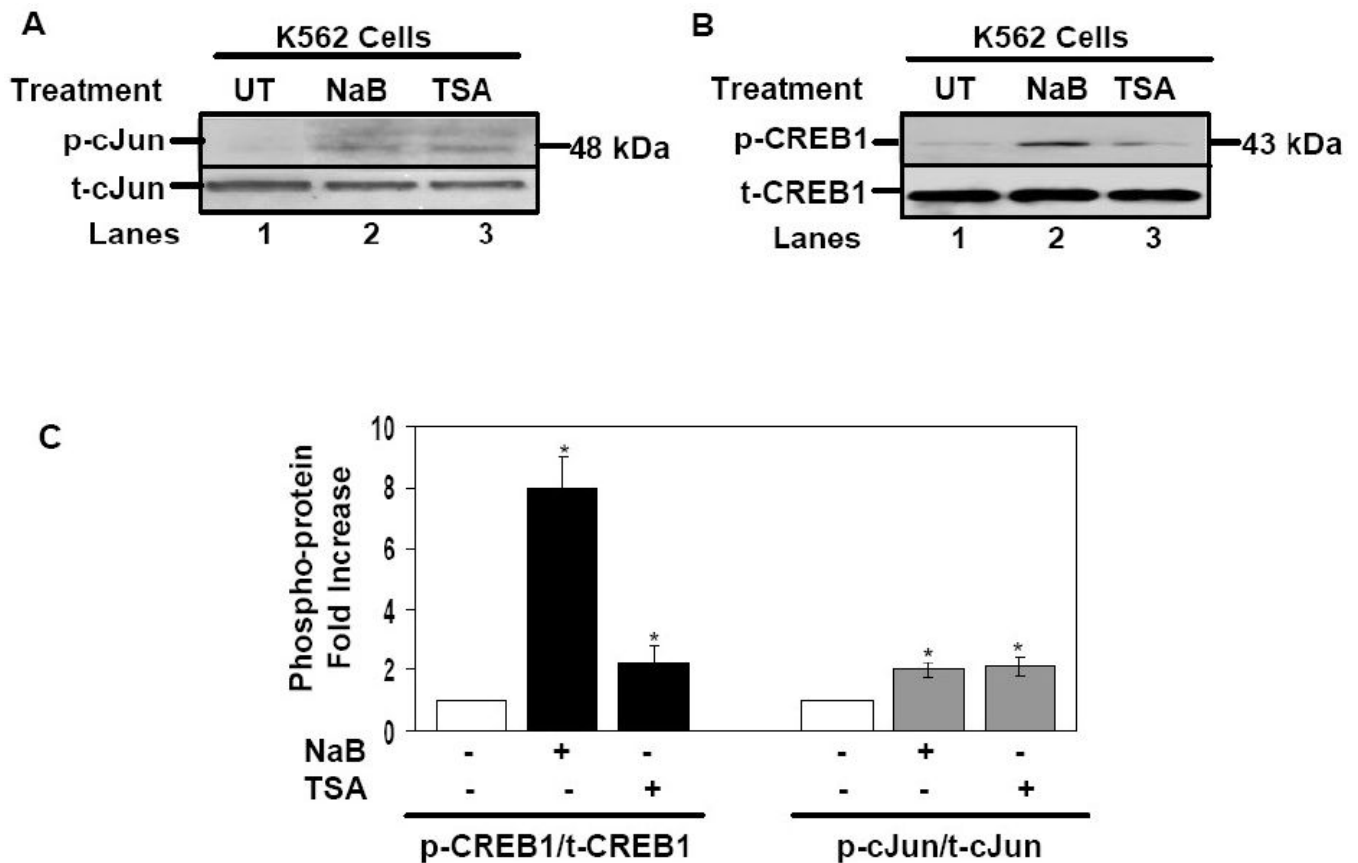 A
K562 Cells
Treatment UT NaB TSA
p-cJun 48 kDa
t-cJun
Lanes 1 2 3
B
K562 Cells
Treatment UT NaB TSA
p-CREB1 43 kDa
t-CREB1
Lanes 1 2 3
C
Phospho-protein
Fold Increase
10
8
6
4
2
0
* * * *
NaB - + - - + -
TSA - - + - - +
p-CREB1/t-CREB1 p-cJun/t-cJun